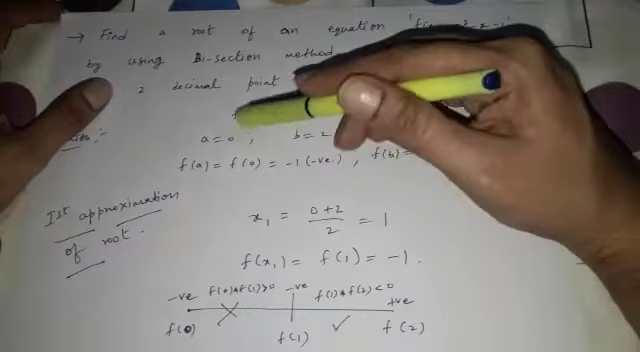 → Find a root of an equation
by using Bi-section method
2 decimal point
a=0, b=2
f(a) = f(0) = -1 (-ve.), f(b)=
Ist approximation
of root.
x₁ = 0+2/2 = 1
f(x₁) = f(1) = -1.
-ve f(0)*f(1)>0 -ve f(1)*f(2)<0 +ve
f(0) f(1) ✓ f(2)